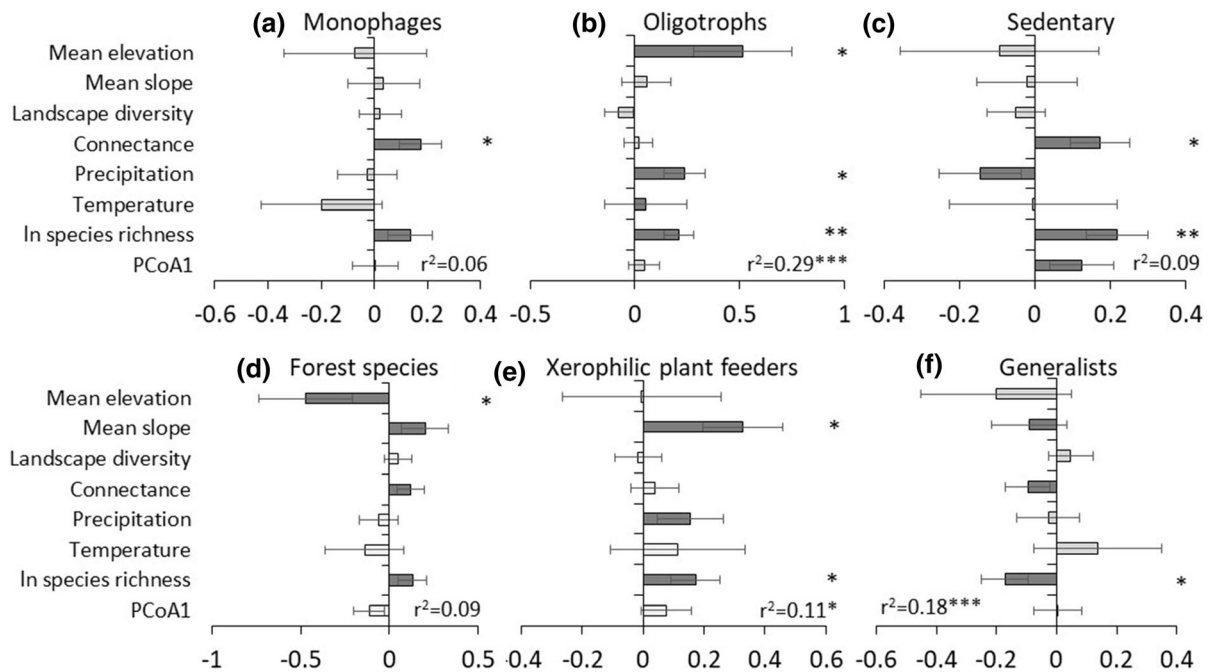 (a) Monophages
(b) Oligotrophs
(c) Sedentary
Mean elevation *
Mean slope
Landscape diversity
Connectance *
Precipitation *
Temperature
ln species richness ** **
PCoA1
r²=0.06
r²=0.29***
r²=0.09
-0.6 -0.4 -0.2 0 0.2 0.4
-0.5 0 0.5 1
-0.4 -0.2 0 0.2 0.4
*
(d) Forest species
(e) Xerophilic plant feeders
(f) Generalists
Mean elevation *
Mean slope *
Landscape diversity
Connectance
Precipitation
Temperature
ln species richness * *
PCoA1
r²=0.09
r²=0.11*
r²=0.18***
-1 -0.5 0 0.5
0.4 -0.2 0 0.2 0.4 0.6
-0.6 -0.4 -0.2 0 0.2 0.4